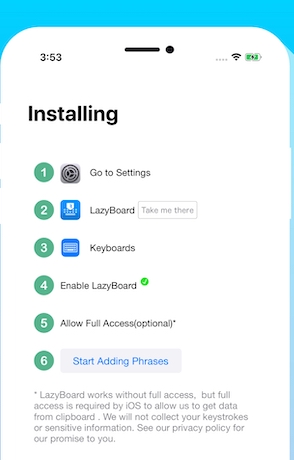 3:53
Installing
1 Go to Settings
2 LazyBoard Take me there
3 Keyboards
4 Enable LazyBoard
5 Allow Full Access(optional)*
6 Start Adding Phrases
* LazyBoard works without full access, but full
access is required by iOS to allow us to get data
from clipboard . We will not collect your keystrokes
or sensitive information. See our privacy policy for
our promise to you.